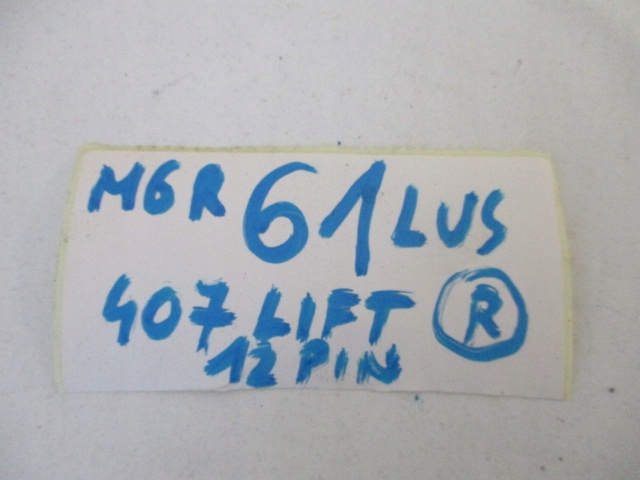 M6R 61 LUS
407 LIFT R
12 PIN